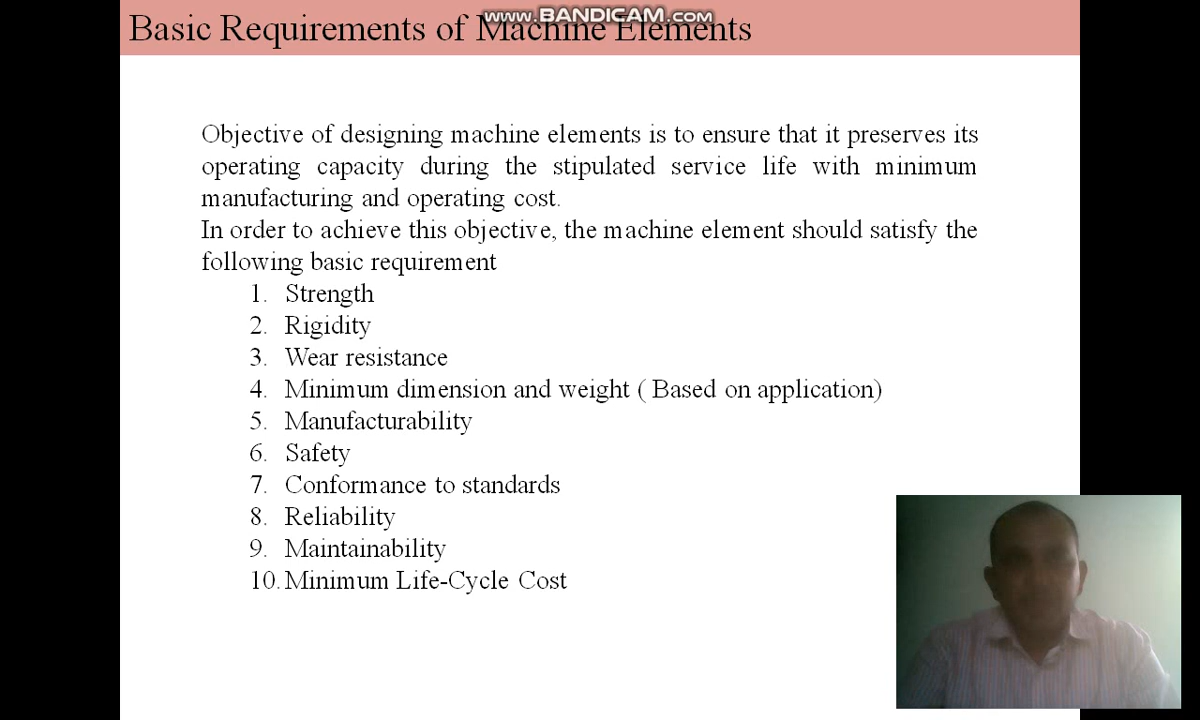 www.BANDICAM.com
Basic Requirements of Machine Elements
Objective of designing machine elements is to ensure that it preserves its
operating capacity during the stipulated service life with minimum
manufacturing and operating cost.
In order to achieve this objective, the machine element should satisfy the
following basic requirement
1. Strength
2. Rigidity
3. Wear resistance
4. Minimum dimension and weight ( Based on application)
5. Manufacturability
6. Safety
7. Conformance to standards
8. Reliability
9. Maintainability
10. Minimum Life-Cycle Cost